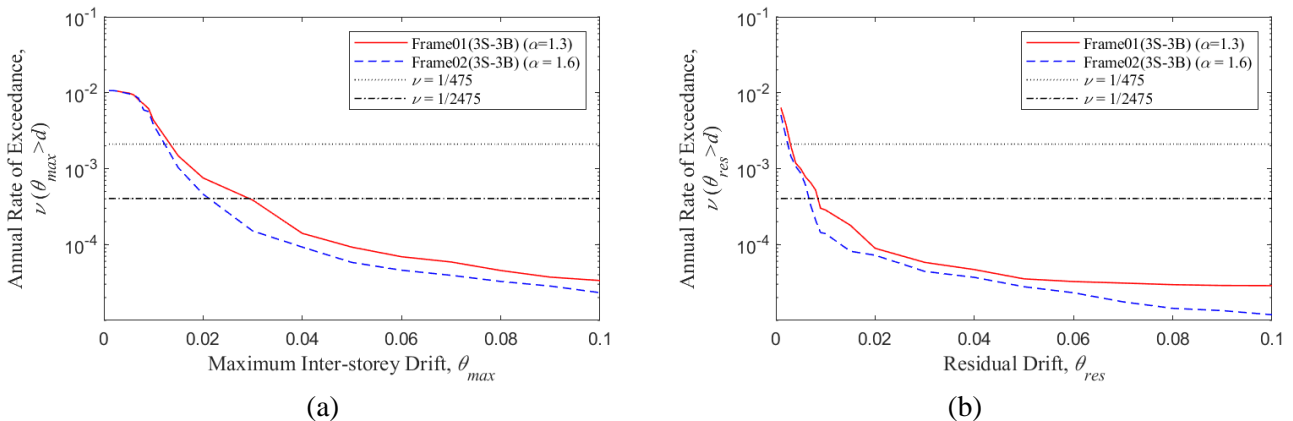 Annual Rate of Exceedance,
ν (θmax>d)
10^-1
10^-2
10^-3
10^-4
Frame01(3S-3B) (α=1.3)
Frame02(3S-3B) (α = 1.6)
ν = 1/475
ν = 1/2475
0 0.02 0.04 0.06 0.08 0.1
Maximum Inter-storey Drift, θmax
(a)
Annual Rate of Exceedance,
ν (θres>d)
10^-1
10^-2
10^-3
10^-4
Frame01(3S-3B) (α=1.3)
Frame02(3S-3B) (α = 1.6)
ν = 1/475
ν = 1/2475
0 0.02 0.04 0.06 0.08 0.1
Residual Drift, θres
(b)